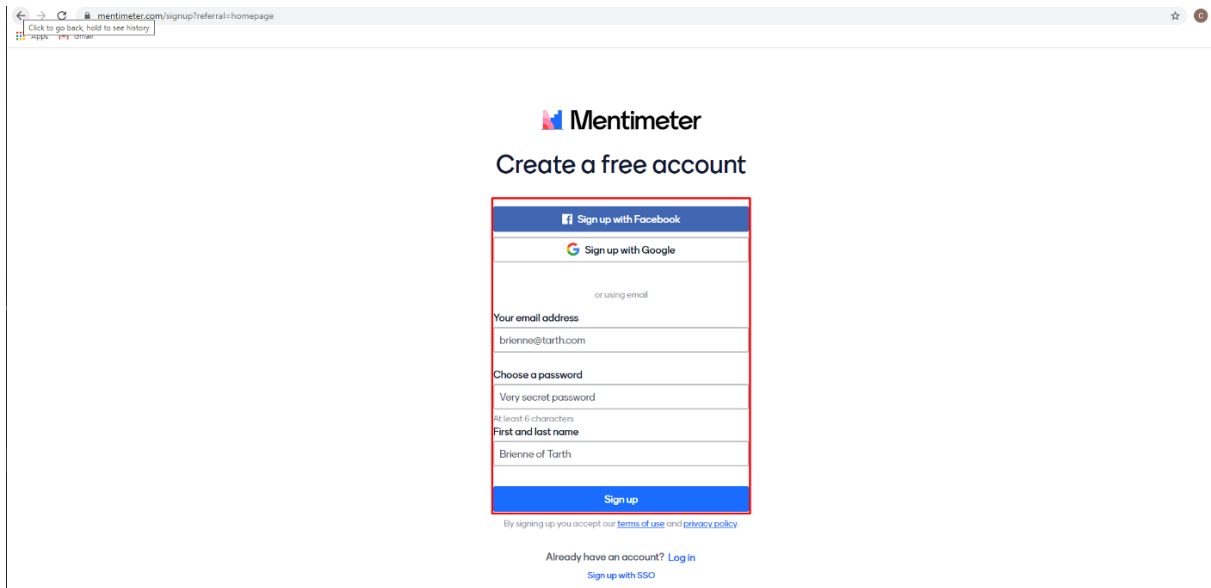 mentimeter.com/signup?referral=homepage
C
Click to go back, hold to see history
Apps Gmail
Mentimeter
Create a free account
Sign up with Facebook
Sign up with Google
or using email
Your email address
brienne@tarth.com
Choose a password
Very secret password
At least 6 characters
First and last name
Brienne of Tarth
Sign up
By signing up you accept our terms of use and privacy policy.
Already have an account? Log in
Sign up with SSO